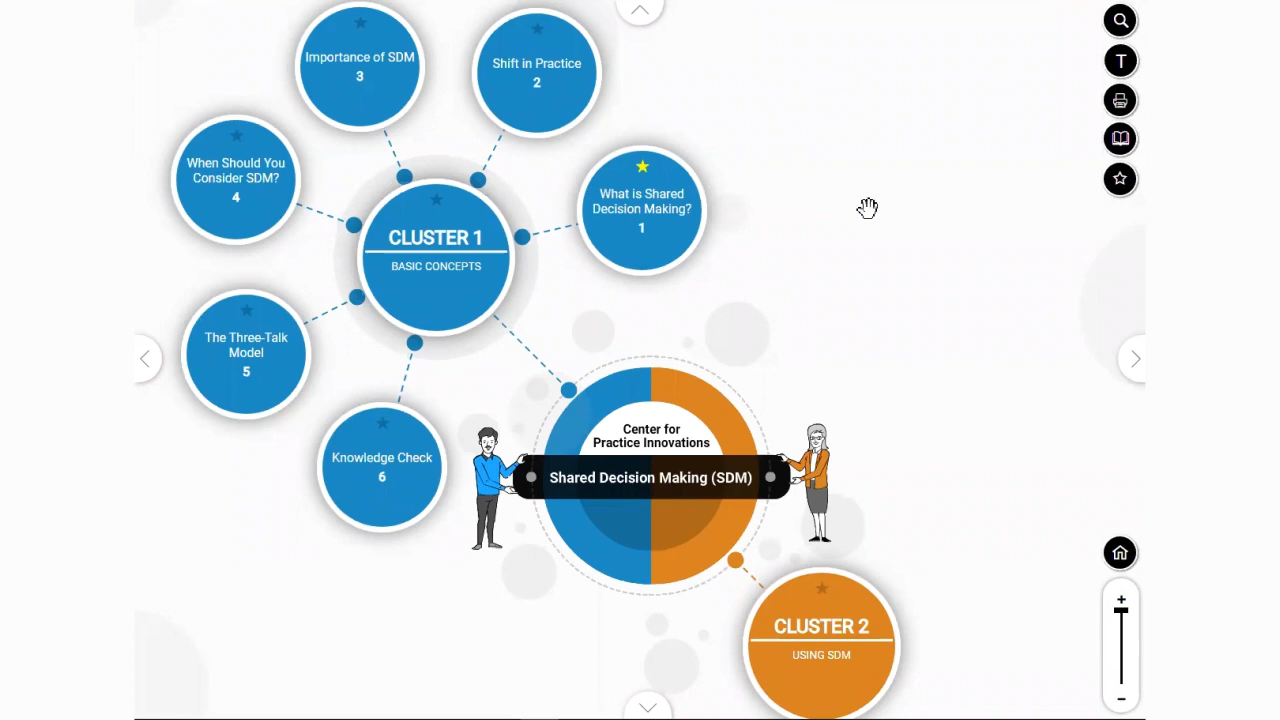 Importance of SDM
3
Shift in Practice
2
When Should You
Consider SDM?
4
What is Shared
Decision Making?
1
CLUSTER 1
BASIC CONCEPTS
The Three-Talk
Model
5
Knowledge Check
6
Center for
Practice Innovations
Shared Decision Making (SDM)
CLUSTER 2
USING SDM
T
+
−